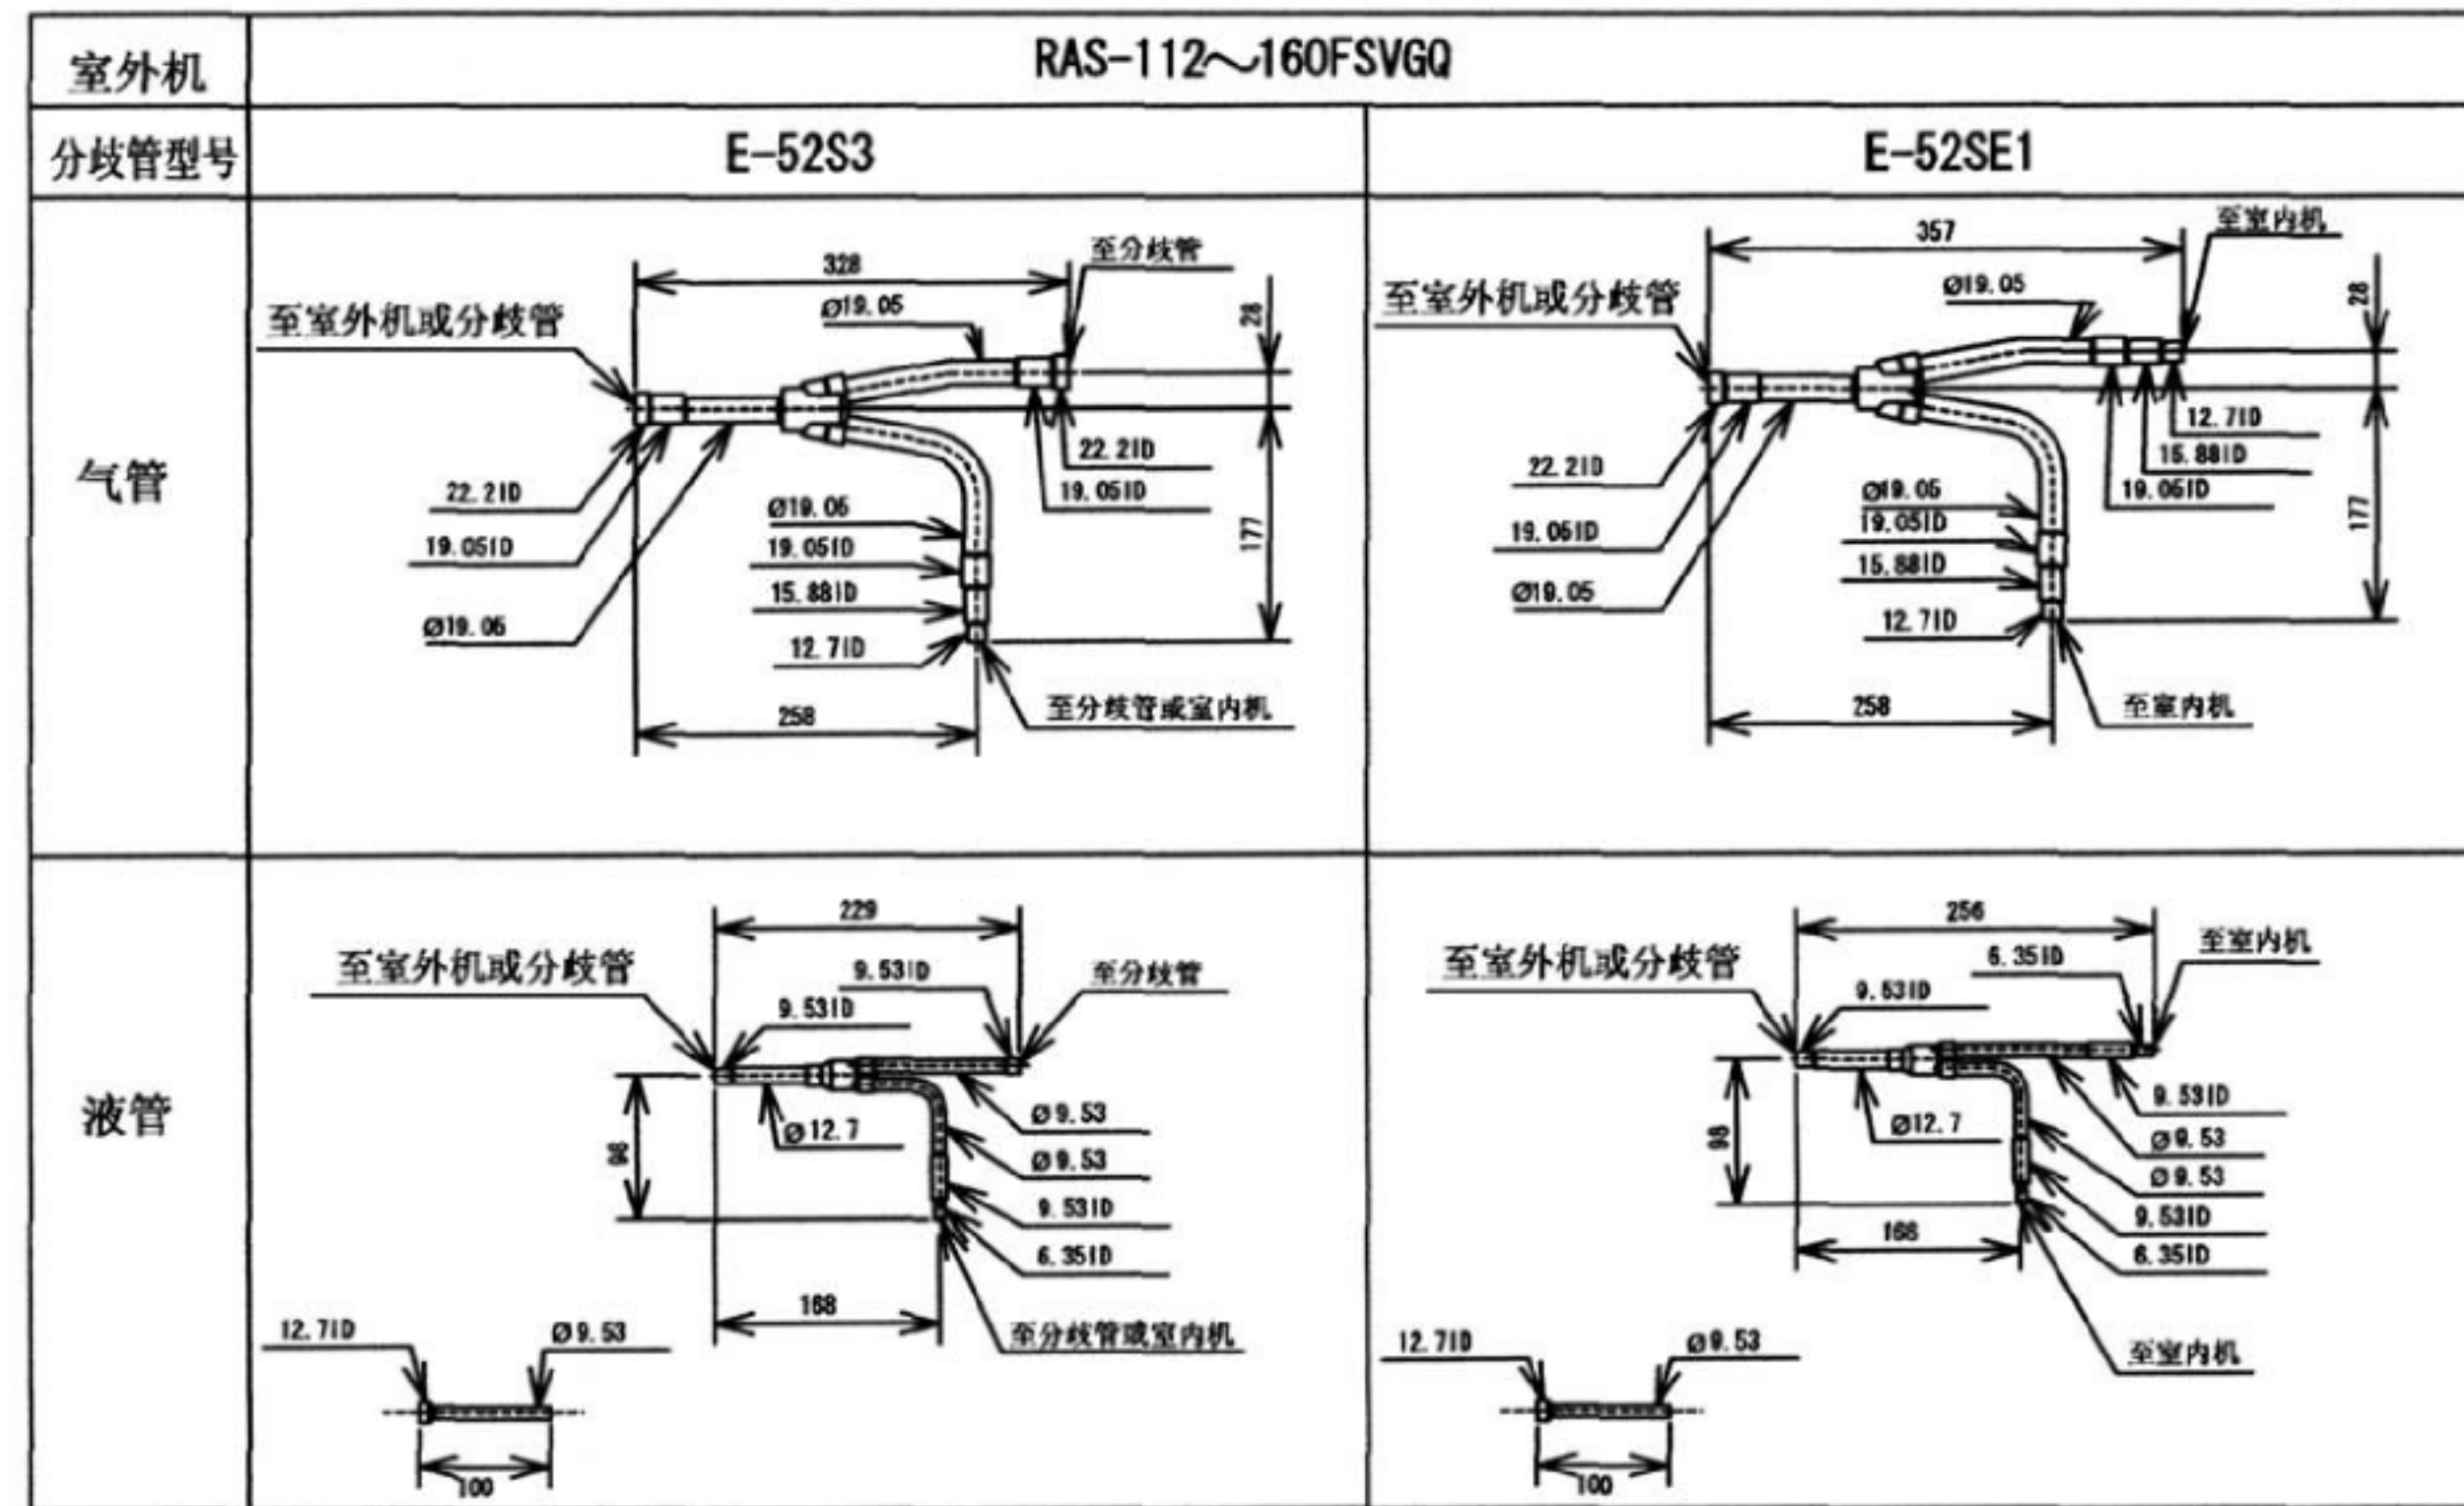 室外机
RAS-112～160FSVGQ
分歧管型号
E-52S3
E-52SE1
气管
328
至分歧管
至室外机或分歧管
Ø19.05
28
22.2ID
19.05ID
22.2ID
19.05ID
Ø19.05
Ø19.05
19.05ID
15.88ID
12.7ID
177
258
至分歧管或室内机
357
至室内机
至室外机或分歧管
Ø19.05
28
12.7ID
15.88ID
19.05ID
22.2ID
19.05ID
Ø19.05
Ø19.05
19.05ID
15.88ID
12.7ID
177
258
至室内机
液管
229
至室外机或分歧管
9.53ID
至分歧管
9.53ID
Ø12.7
98
Ø9.53
Ø9.53
9.53ID
6.35ID
168
至分歧管或室内机
12.7ID
Ø9.53
100
256
至室内机
至室外机或分歧管
6.35ID
9.53ID
Ø12.7
98
9.53ID
Ø9.53
Ø9.53
9.53ID
6.35ID
168
至室内机
12.7ID
Ø9.53
100